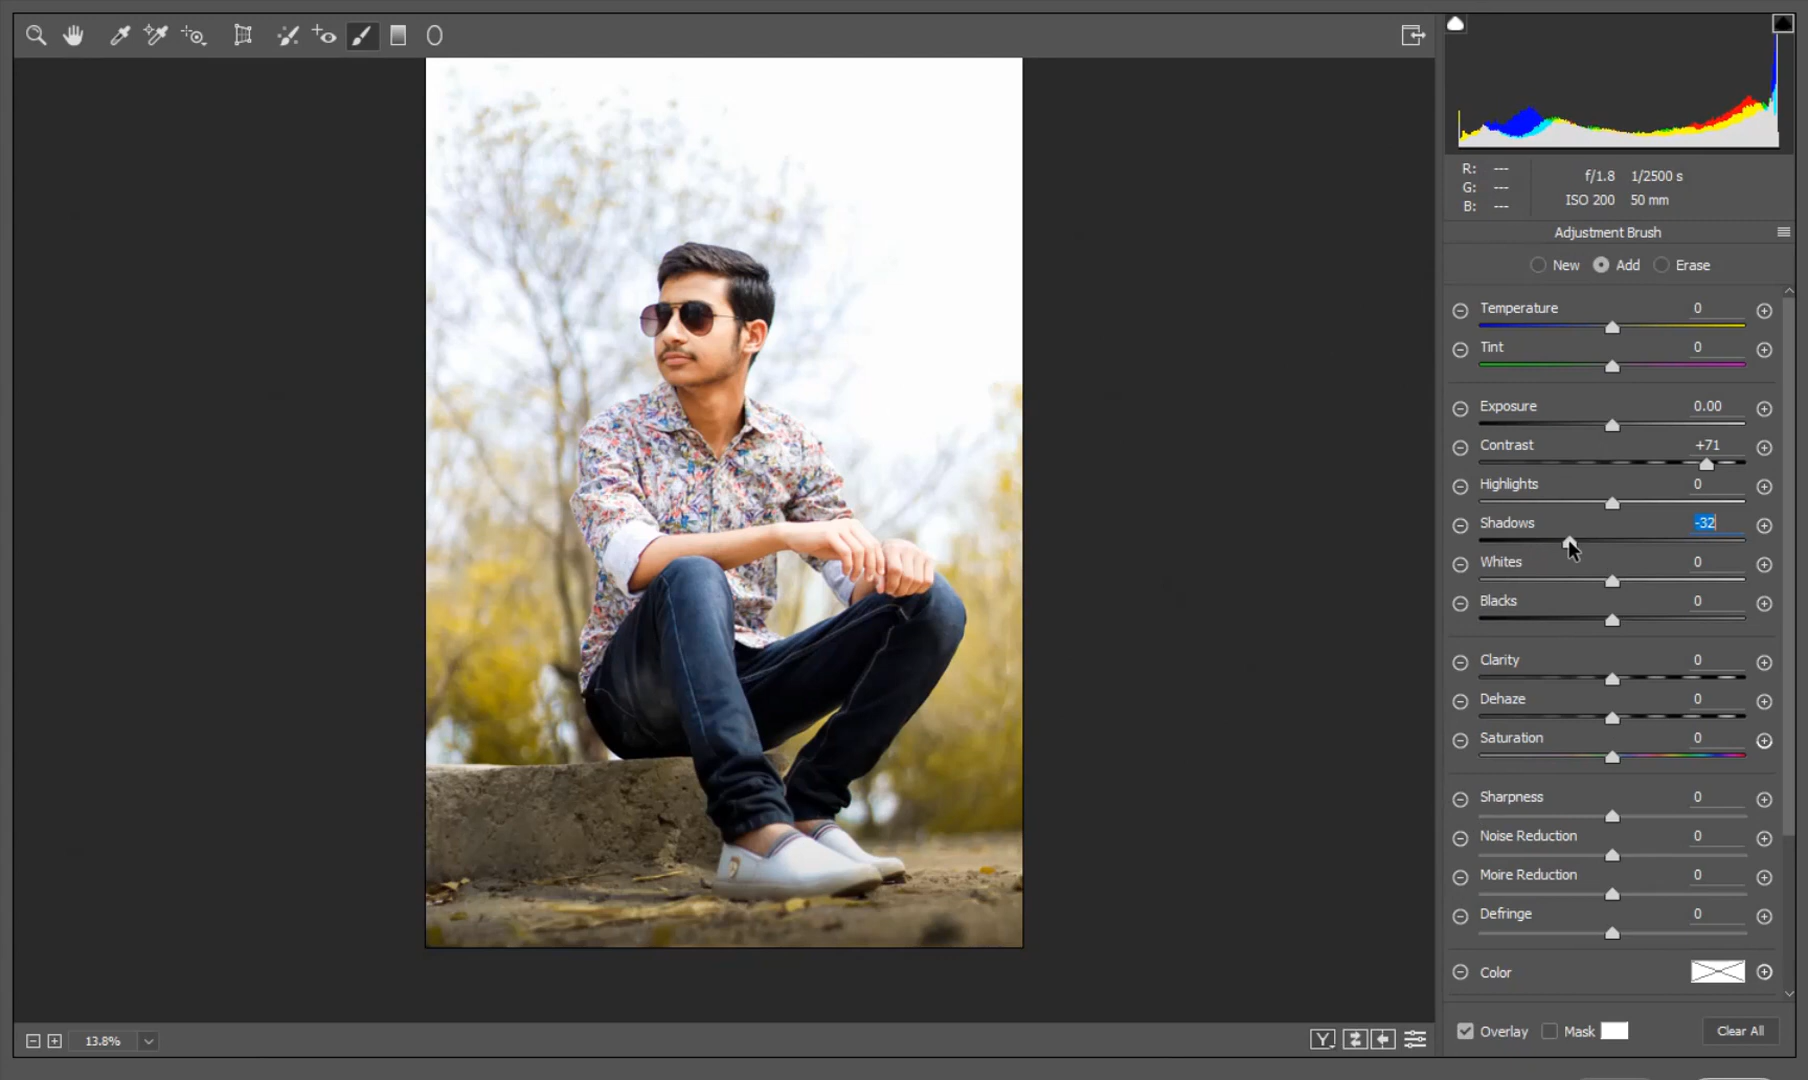 R: ---
G: ---
B: ---
f/1.8 1/2500 s
ISO 200 50 mm
Adjustment Brush
New Add Erase
Temperature 0
Tint 0
Exposure 0.00
Contrast +71
Highlights 0
Shadows -32
Whites 0
Blacks 0
Clarity 0
Dehaze 0
Saturation 0
Sharpness 0
Noise Reduction 0
Moire Reduction 0
Defringe 0
Color
13.8%
Y
Overlay Mask Clear All